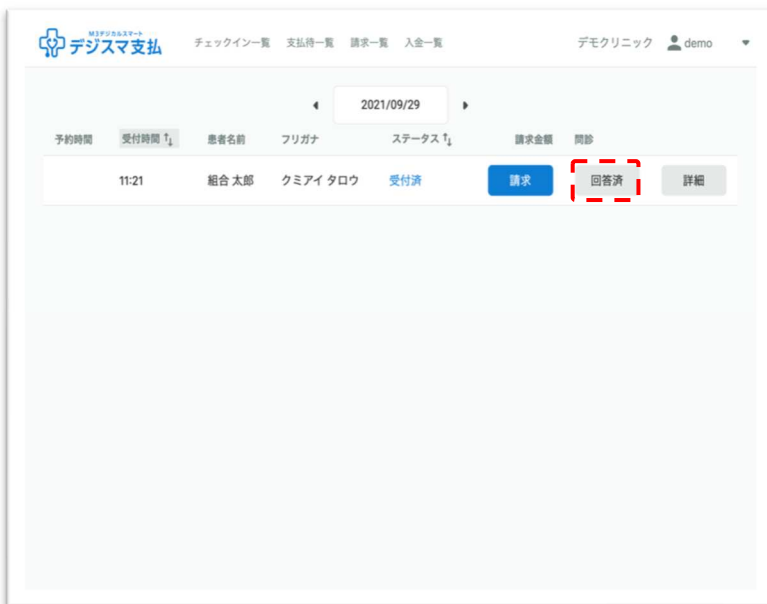 M3デジカルスマート
デジスマ支払 チェックイン一覧 支払待一覧 請求一覧 入金一覧 デモクリニック demo
2021/09/29
予約時間 受付時間 患者名前 フリガナ ステータス 請求金額 問診
11:21 組合 太郎 クミアイ タロウ 受付済 請求 回答済 詳細